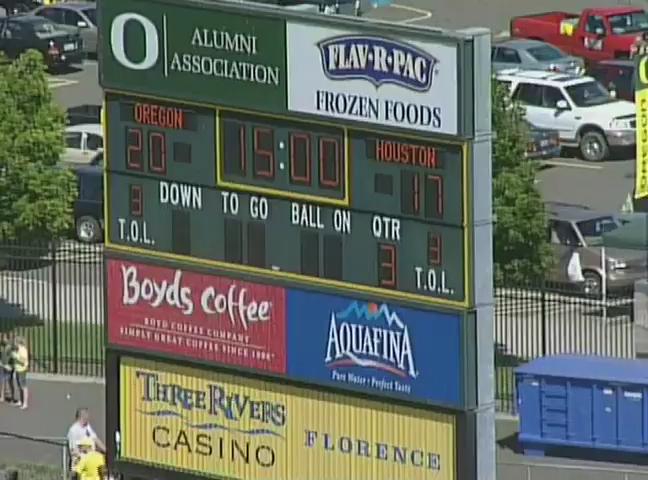 O ALUMNI ASSOCIATION
FLAV·R·PAC
FROZEN FOODS
OREGON 15:00 HOUSTON
20 17
3 DOWN TO GO BALL ON QTR 3
T.O.L. 3 T.O.L.
Boyds Coffee
BOYD COFFEE COMPANY
SIMPLY GREAT COFFEE SINCE
AQUAFINA
Pure Water · Perfect Taste
THREE RIVERS
CASINO FLORENCE